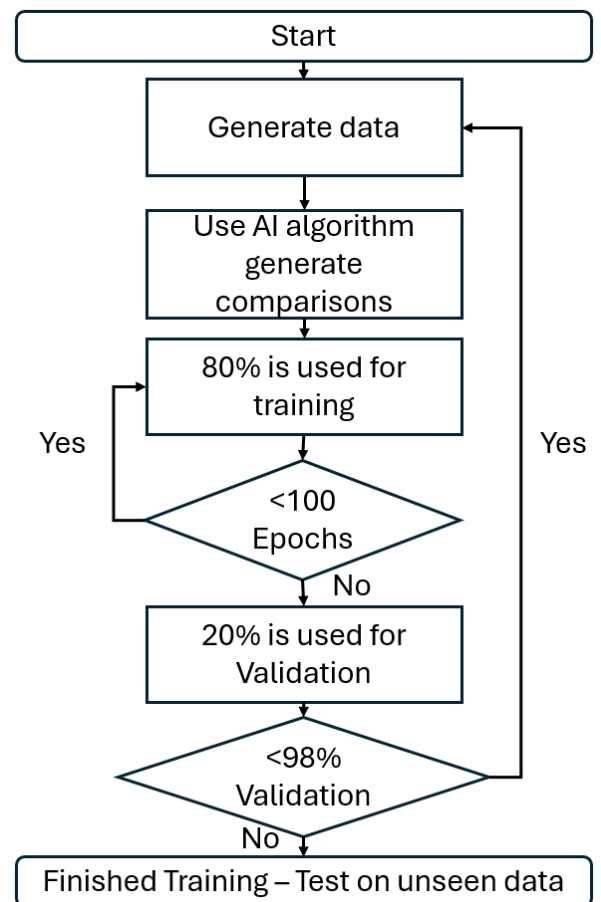 Start
Generate data
Use AI algorithm
generate
comparisons
80% is used for
training
Yes
Yes
<100
Epochs
No
20% is used for
Validation
<98%
Validation
No
Finished Training – Test on unseen data